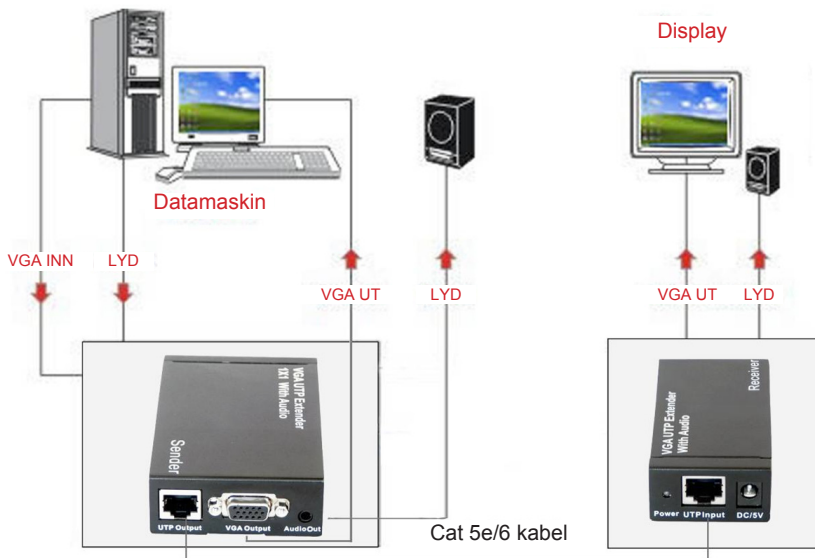 Display
Datamaskin
VGA INN
LYD
VGA UT
LYD
VGA UT
LYD
VGA UTP Extender
1X1 With Audio
Sender
UTP Output
VGA Output
AudioOut
Cat 5e/6 kabel
Receiver
VGA UTP Extender
With Audio
Power
UTP Input
DC/5V